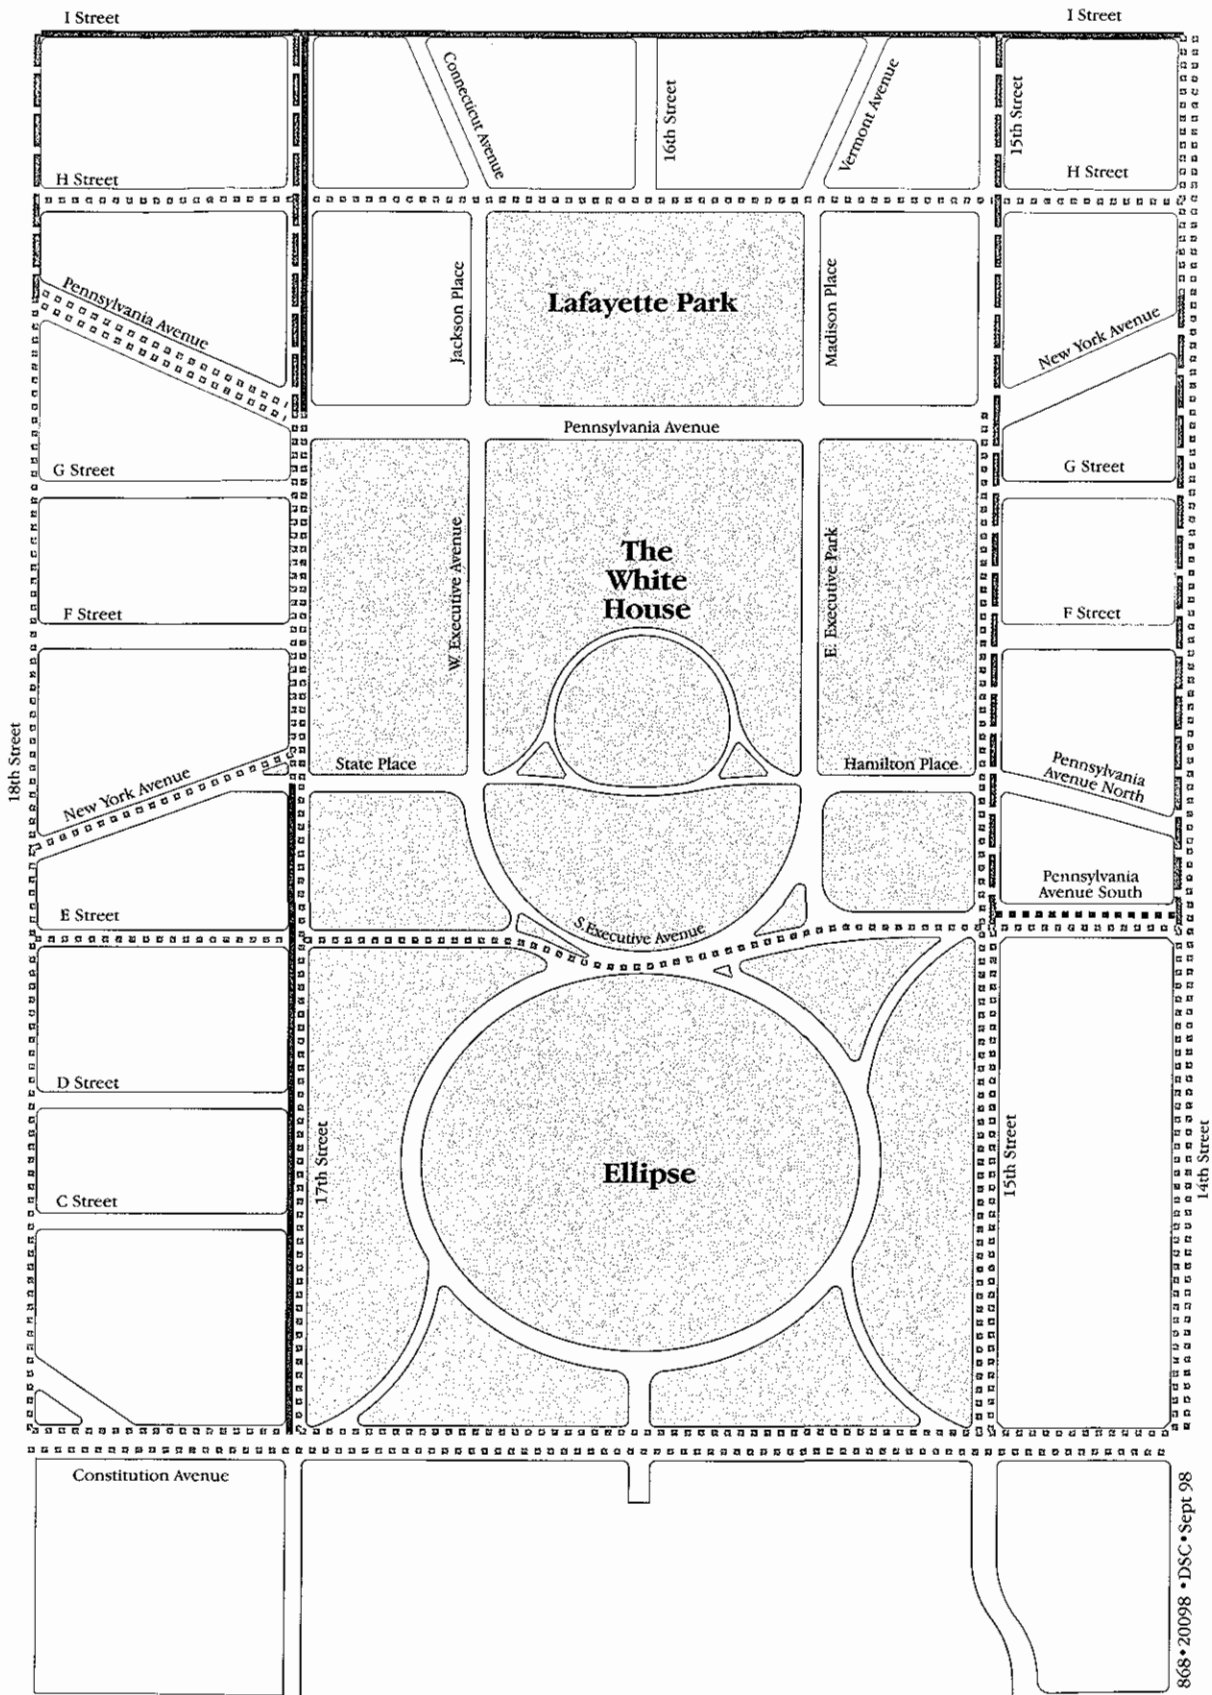 I Street
I Street
Connecticut Avenue
16th Street
Vermont Avenue
15th Street
H Street
H Street
Pennsylvania Avenue
Jackson Place
Lafayette Park
Madison Place
New York Avenue
Pennsylvania Avenue
G Street
G Street
W. Executive Avenue
The
White
House
E. Executive Park
F Street
F Street
18th Street
New York Avenue
State Place
Hamilton Place
Pennsylvania
Avenue North
Pennsylvania
Avenue South
E Street
S. Executive Avenue
D Street
17th Street
Ellipse
15th Street
14th Street
C Street
Constitution Avenue
868•20098 •DSC•Sept 98